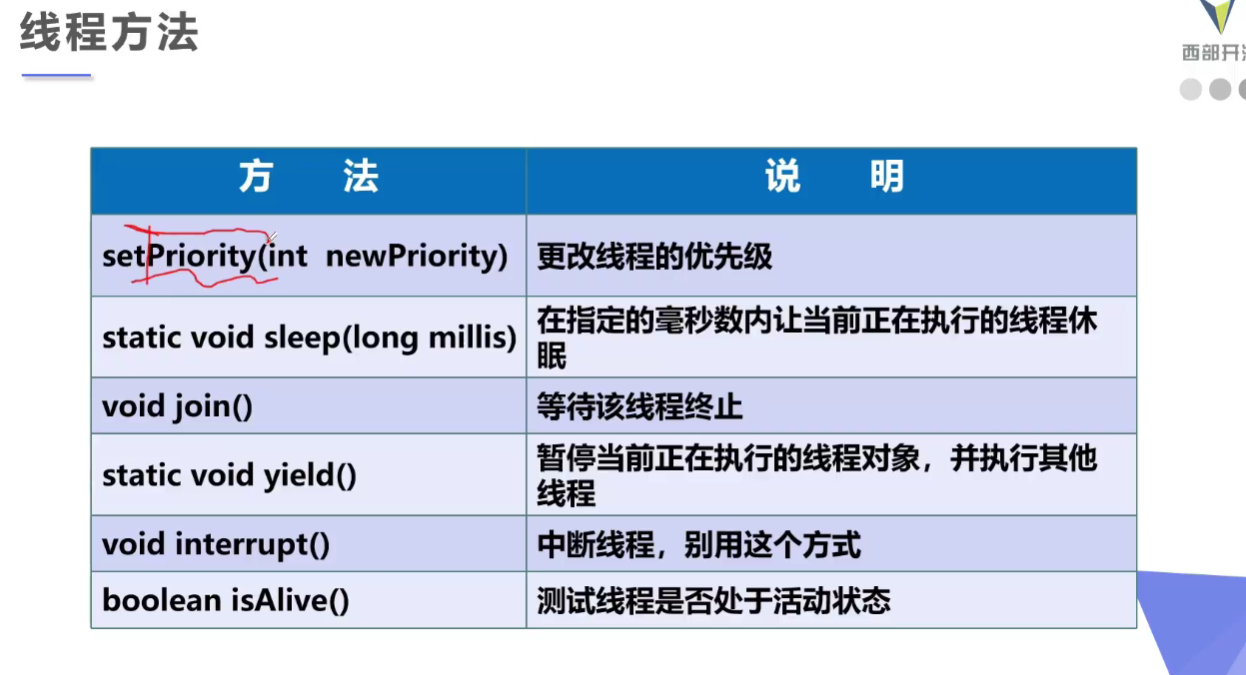 线程方法
西部开
方 法
说 明
setPriority(int newPriority)
更改线程的优先级
static void sleep(long millis)
在指定的毫秒数内让当前正在执行的线程休
眠
void join()
等待该线程终止
static void yield()
暂停当前正在执行的线程对象，并执行其他
线程
void interrupt()
中断线程，别用这个方式
boolean isAlive()
测试线程是否处于活动状态